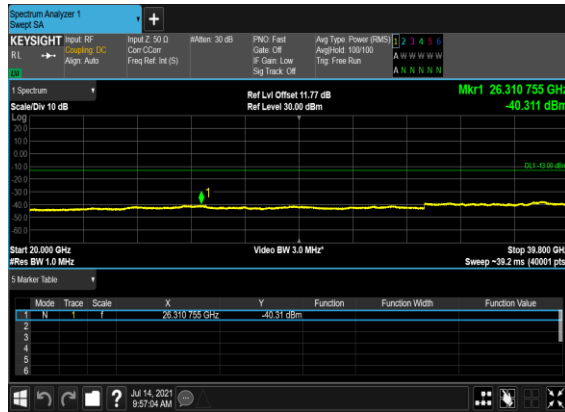 Spectrum Analyzer 1
Swept SA
+
KEYSIGHT Input: RF Input Z: 50 Ω #Atten: 30 dB PNO: Fast Avg Type: Power (RMS) 1 2 3 4 5 6
RL Coupling: DC Corr CCorr Gate: Off Avg|Hold: 100/100 A W W W W W
Align: Auto Freq Ref: Int (S) IF Gain: Low Trig: Free Run
LU Sig Track: Off A N N N N N
1 Spectrum Ref Lvl Offset 11.77 dB Mkr1 26.310 755 GHz
Scale/Div 10 dB Ref Level 30.00 dBm -40.311 dBm
Log
20.0
10.0
0.00
-10.0 DL1 -13.00 dBm
-20.0
-30.0 1
-40.0
-50.0
-60.0
Start 20.000 GHz Video BW 3.0 MHz* Stop 39.800 GHz
#Res BW 1.0 MHz Sweep ~39.2 ms (40001 pts)
5 Marker Table
Mode Trace Scale X Y Function Function Width Function Value
1 N 1 f 26.310 755 GHz -40.31 dBm
2
3
4
5
6
? Jul 14, 2021
9:57:04 AM